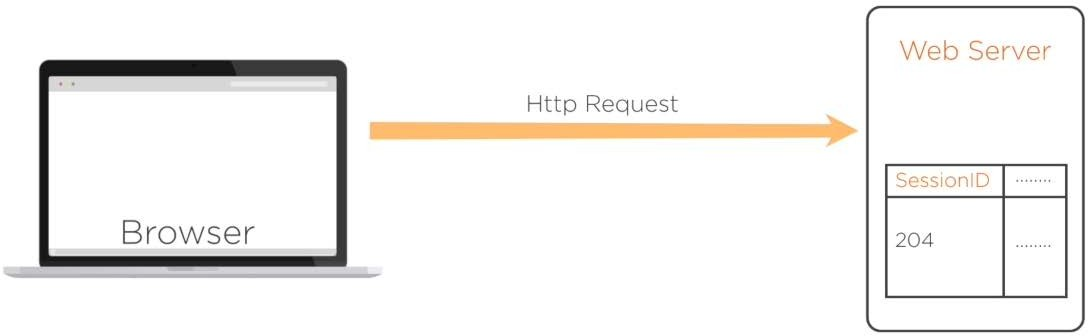 Web Server
Http Request
SessionID ........
Browser
204 ........